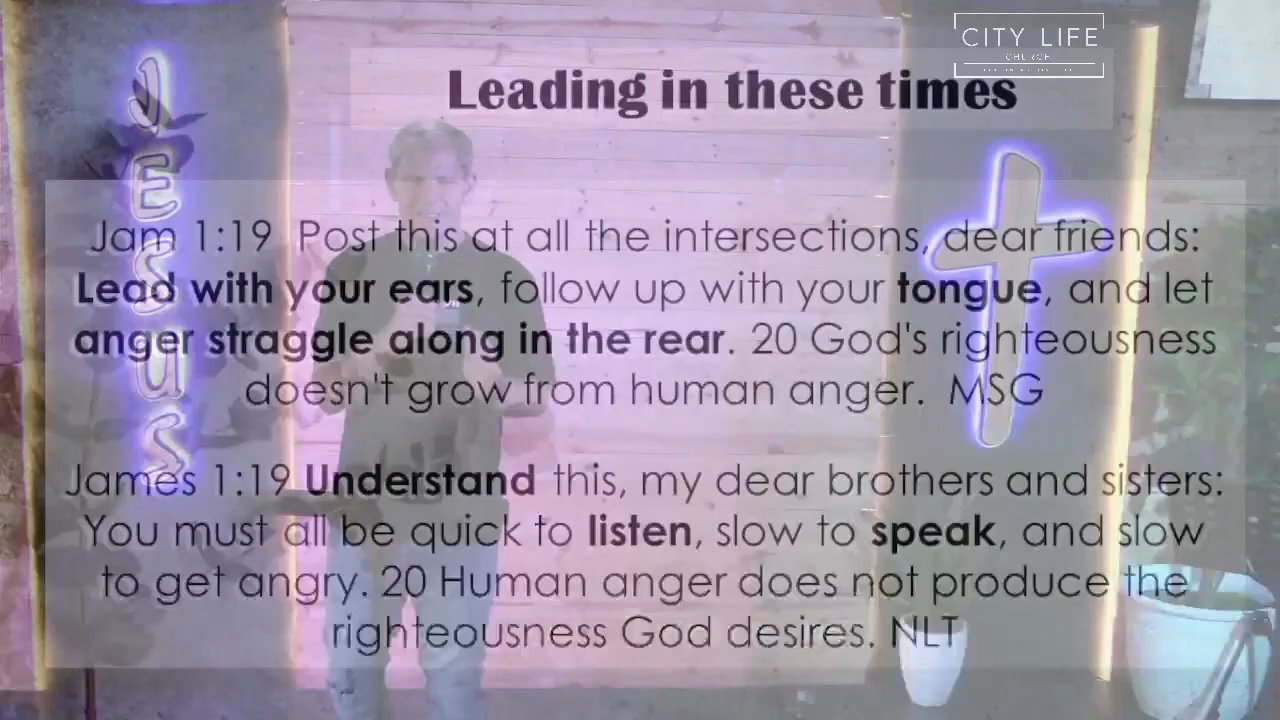 CITY LIFE
CHURCH
Leading in these times
JESUS
Jam 1:19 Post this at all the intersections, dear friends:
Lead with your ears, follow up with your tongue, and let
anger straggle along in the rear. 20 God's righteousness
doesn't grow from human anger. MSG
James 1:19 Understand this, my dear brothers and sisters:
You must all be quick to listen, slow to speak, and slow
to get angry. 20 Human anger does not produce the
righteousness God desires. NLT